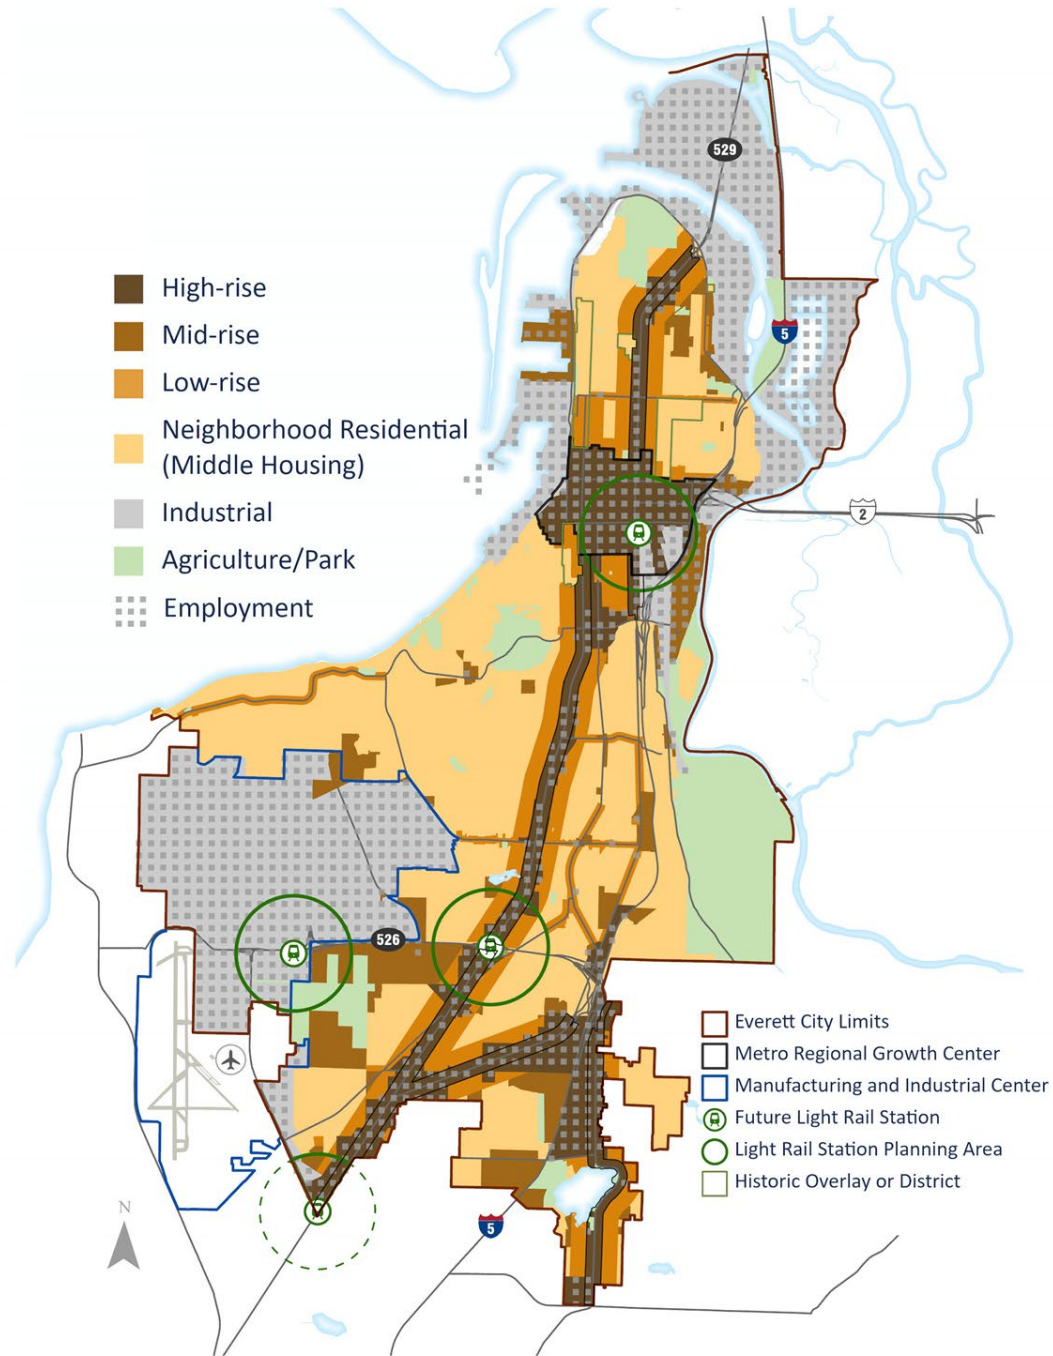 529
5
High-rise
Mid-rise
Low-rise
Neighborhood Residential
(Middle Housing)
Industrial
Agriculture/Park
Employment
2
526
Everett City Limits
Metro Regional Growth Center
Manufacturing and Industrial Center
Future Light Rail Station
Light Rail Station Planning Area
Historic Overlay or District
N
5